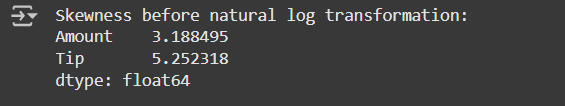 Skewness before natural log transformation:
Amount    3.188495
Tip       5.252318
dtype: float64